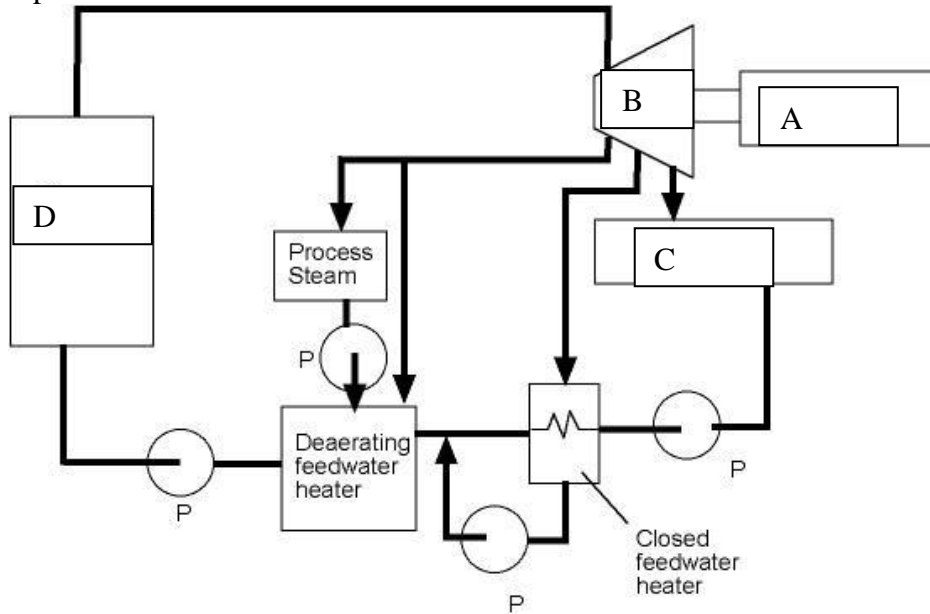 B
A
D
C
Process
Steam
P
Deaerating
feedwater
heater
P
P
P
Closed
feedwater
heater